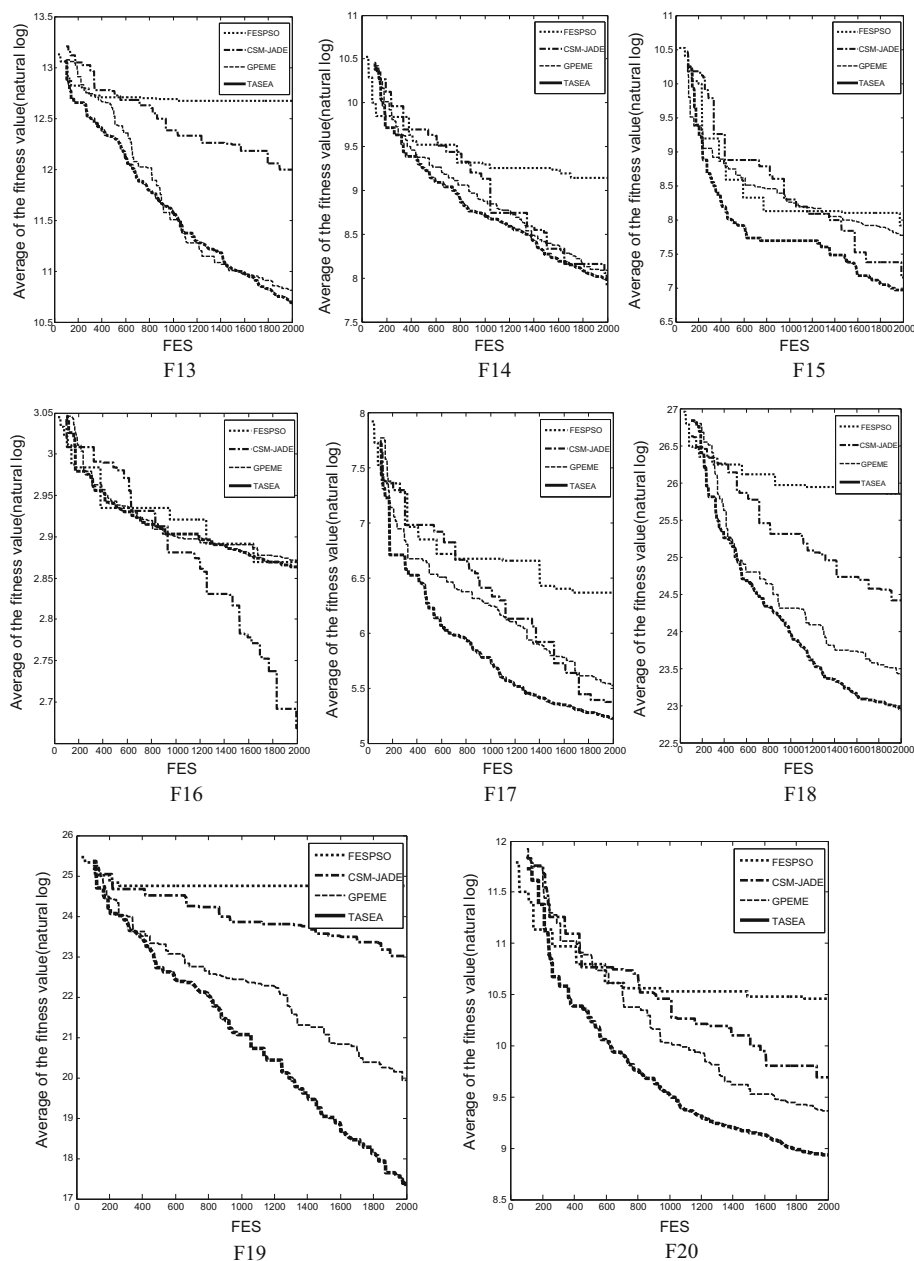 13.5
13
12.5
12
11.5
11
10.5
0 200 400 600 800 1000 1200 1400 1600 1800 2000
Average of the fitness value(natural log)
FES
FESPSO
CSM-JADE
GPEME
TASEA
F13
11
10.5
10
9.5
9
8.5
8
7.5
0 200 400 600 800 1000 1200 1400 1600 1800 2000
Average of the fitness value(natural log)
FES
FESPSO
CSM-JADE
GPEME
TASEA
F14
11
10.5
10
9.5
9
8.5
8
7.5
7
6.5
0 200 400 600 800 1000 1200 1400 1600 1800 2000
Average of the fitness value(natural log)
FES
FESPSO
CSM-JADE
GPEME
TASEA
F15
3.05
3
2.95
2.9
2.85
2.8
2.75
2.7
0 200 400 600 800 1000 1200 1400 1600 1800 2000
Average of the fitness value(natural log)
FES
FESPSO
CSM-JADE
GPEME
TASEA
F16
8
7.5
7
6.5
6
5.5
5
0 200 400 600 800 1000 1200 1400 1600 1800 2000
Average of the fitness value(natural log)
FES
FESPSO
CSM-JADE
GPEME
TASEA
F17
27
26
25.5
25
24.5
24
23.5
23
22.5
0 200 400 600 800 1000 1200 1400 1600 1800 2000
Average of the fitness value(natural log)
FES
FESPSO
CSM-JADE
GPEME
TASEA
F18
26
25
24
23
22
21
20
19
18
17
0 200 400 600 800 1000 1200 1400 1600 1800 2000
Average of the fitness value(natural log)
FES
FESPSO
CSM-JADE
GPEME
TASEA
F19
12
11.5
11
10.5
10
9.5
9
8.5
0 200 400 600 800 1000 1200 1400 1600 1800 2000
Average of the fitness value(natural log)
FES
FESPSO
CSM-JADE
GPEME
TASEA
F20